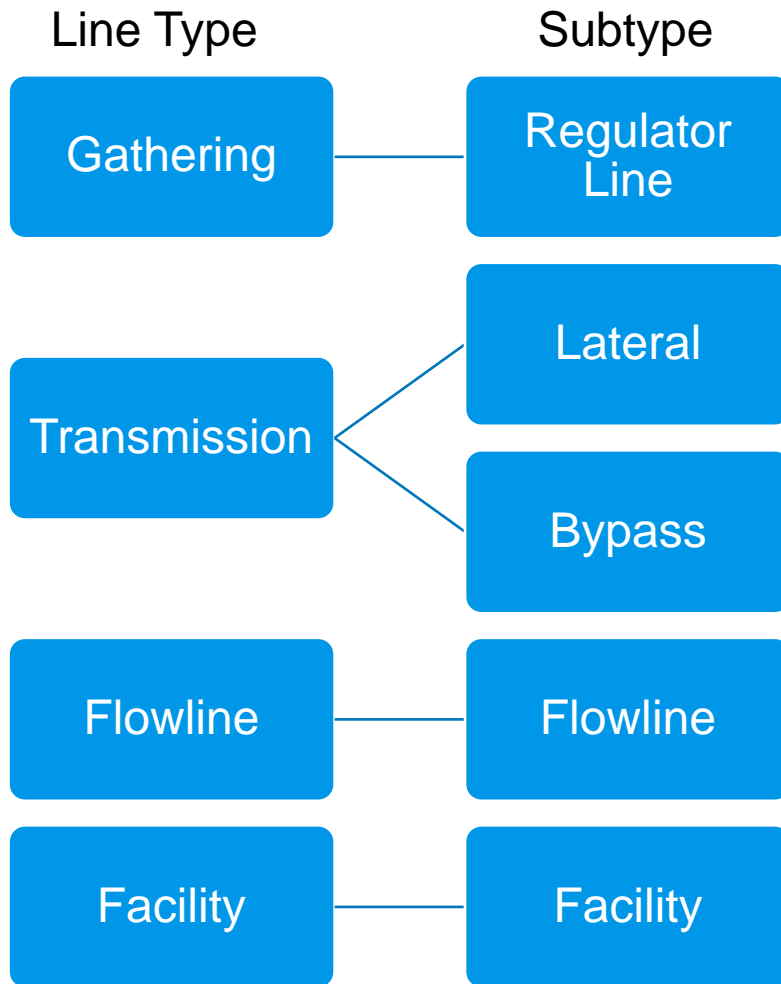 Line Type
Subtype
Gathering
Regulator
Line
Transmission
Lateral
Bypass
Flowline
Flowline
Facility
Facility